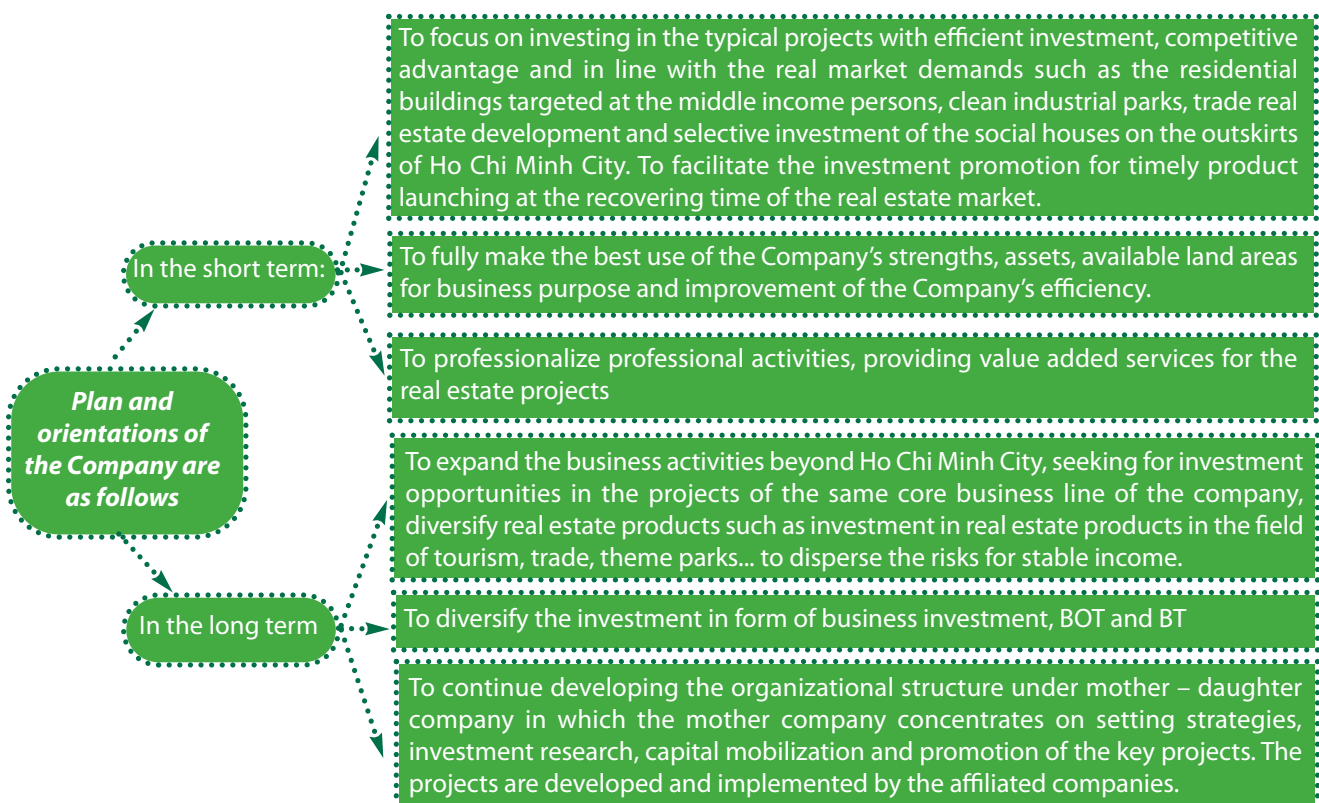 To focus on investing in the typical projects with efficient investment, competitive
advantage and in line with the real market demands such as the residential
buildings targeted at the middle income persons, clean industrial parks, trade real
estate development and selective investment of the social houses on the outskirts
of Ho Chi Minh City. To facilitate the investment promotion for timely product
launching at the recovering time of the real estate market.
In the short term:
To fully make the best use of the Company's strengths, assets, available land areas
for business purpose and improvement of the Company's efficiency.
To professionalize professional activities, providing value added services for the
real estate projects
Plan and
orientations of
the Company are
as follows
To expand the business activities beyond Ho Chi Minh City, seeking for investment
opportunities in the projects of the same core business line of the company,
diversify real estate products such as investment in real estate products in the field
of tourism, trade, theme parks... to disperse the risks for stable income.
In the long term
To diversify the investment in form of business investment, BOT and BT
To continue developing the organizational structure under mother – daughter
company in which the mother company concentrates on setting strategies,
investment research, capital mobilization and promotion of the key projects. The
projects are developed and implemented by the affiliated companies.